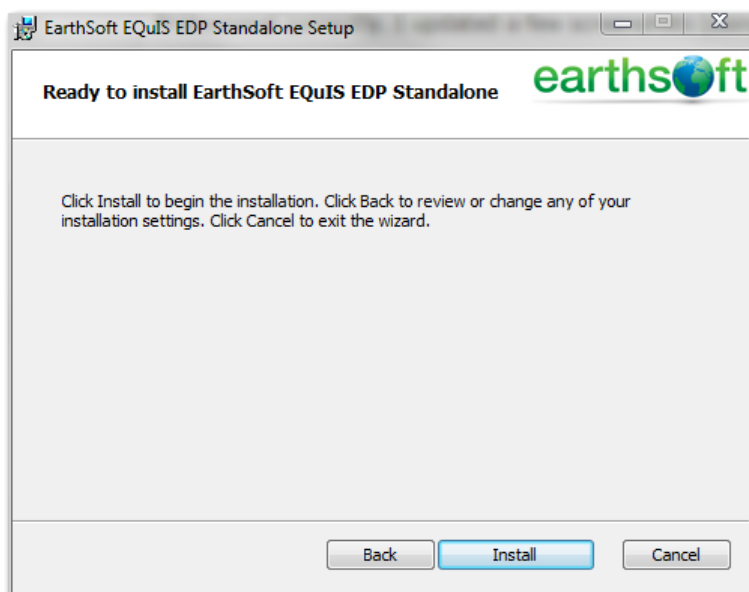 EarthSoft EQuIS EDP Standalone Setup
Ready to install EarthSoft EQuIS EDP Standalone
earthsoft
Click Install to begin the installation. Click Back to review or change any of your
installation settings. Click Cancel to exit the wizard.
Back
Install
Cancel